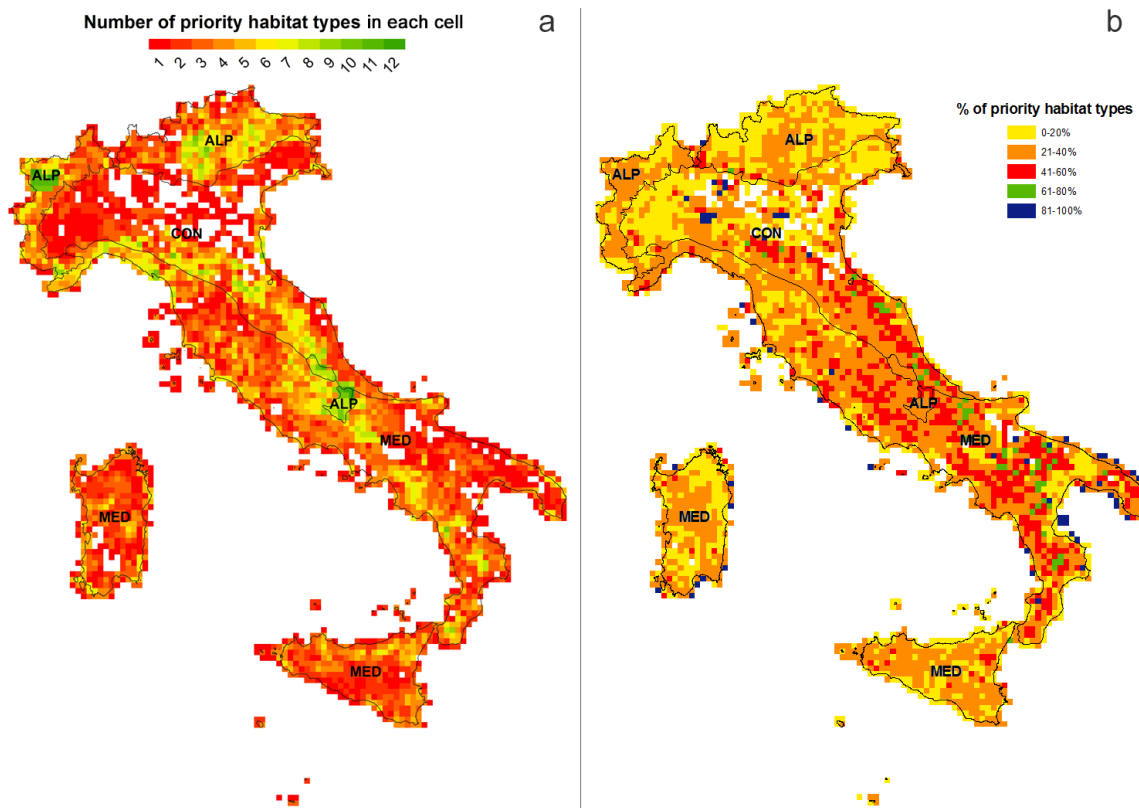 Number of priority habitat types in each cell
a
1 2 3 4 5 6 7 8 9 10 11 12
ALP
ALP
CON
ALP
MED
MED
MED
b
% of priority habitat types
0-20%
21-40%
41-60%
61-80%
81-100%
ALP
ALP
CON
ALP
MED
MED
MED